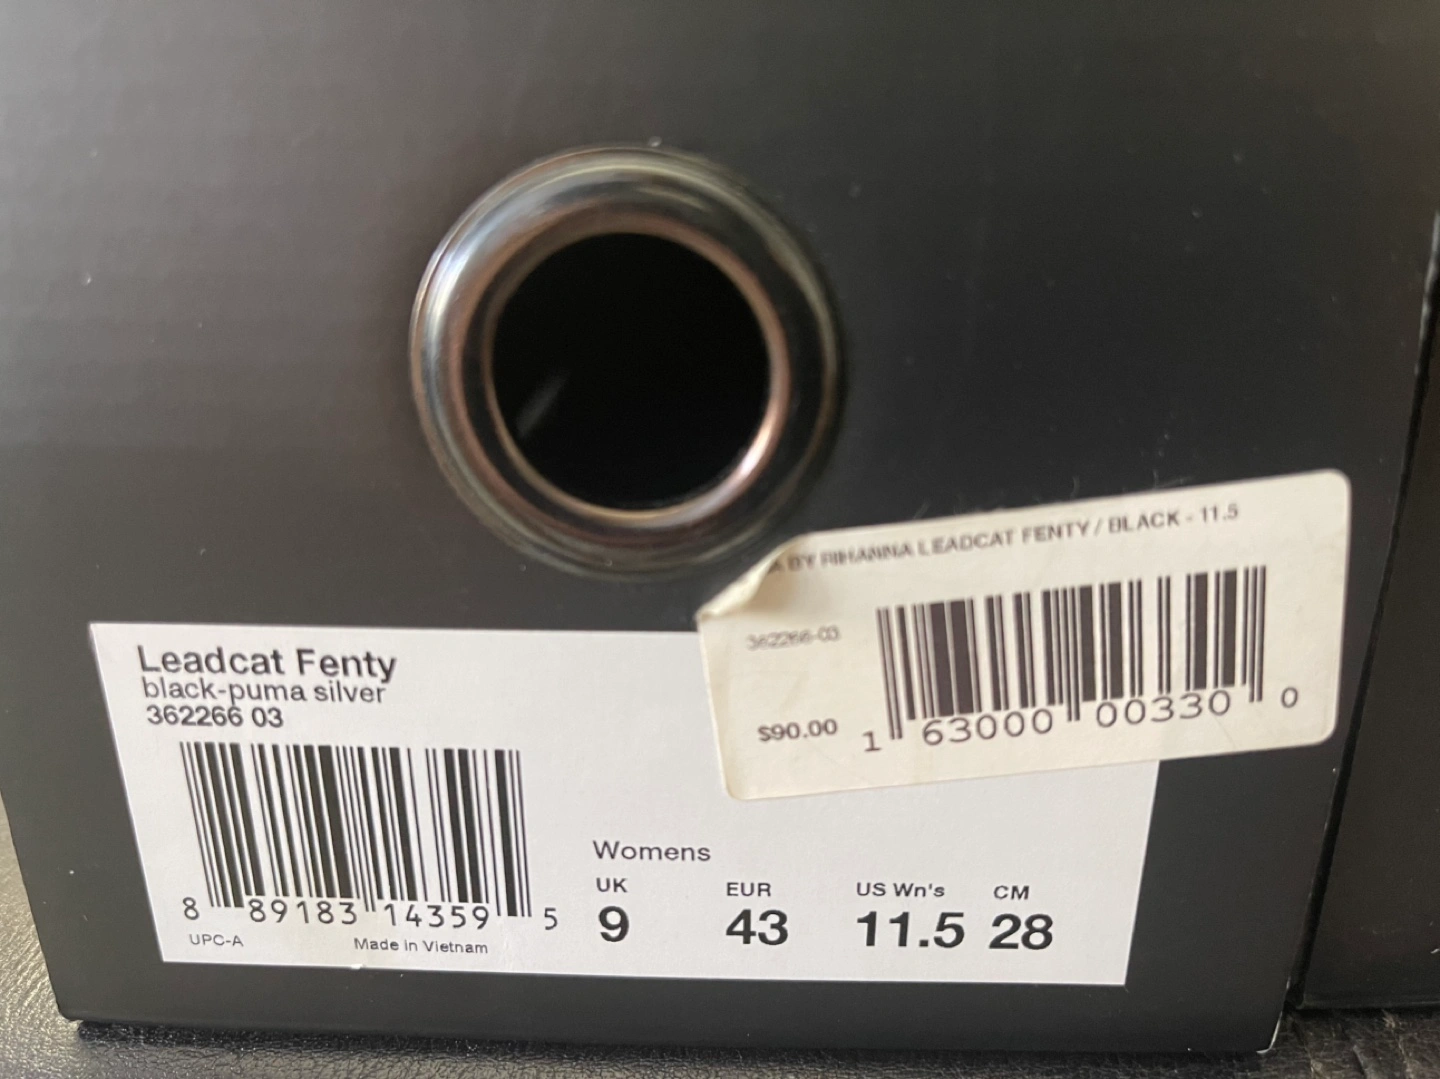 BY RIHANNA LEADCAT FENTY / BLACK - 11.5
362266-03
$90.00
1 63000 00330 0
Leadcat Fenty
black-puma silver
362266 03
8 89183 14359 5
UPC-A
Made in Vietnam
Womens
UK EUR US Wn's CM
9 43 11.5 28